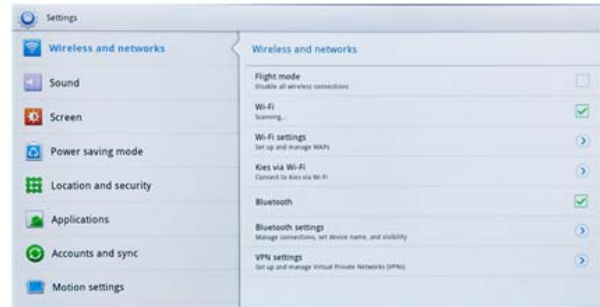 Settings
Wireless and networks
Sound
Screen
Power saving mode
Location and security
Applications
Accounts and sync
Motion settings
Wireless and networks
Flight mode
Disable all wireless connections
Wi-Fi
Scanning...
Wi-Fi settings
Set up and manage WAPs
Kies via Wi-Fi
Connect to Kies via Wi-Fi
Bluetooth
Bluetooth settings
Manage connections, set device name, and visibility
VPN settings
Set up and manage Virtual Private Networks (VPNs)